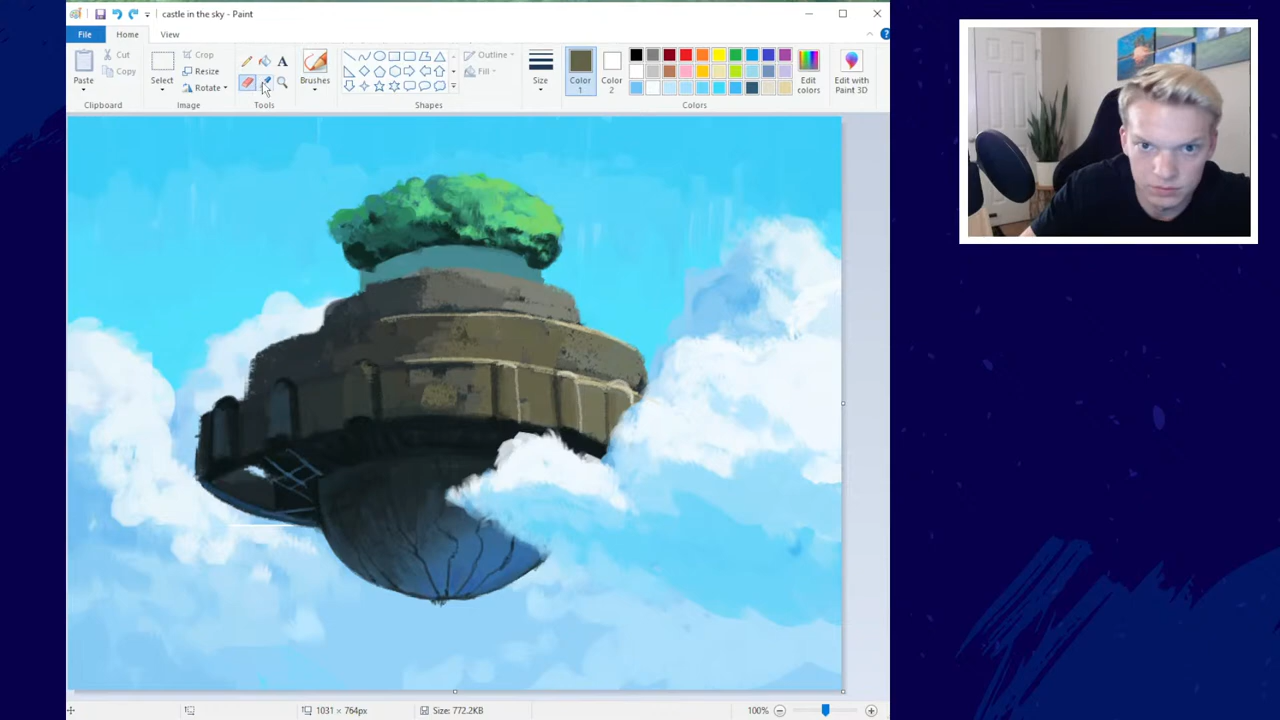 castle in the sky - Paint
File Home View
Paste
Cut
Copy
Clipboard
Select
Crop
Resize
Rotate
Image
Tools
Brushes
Outline
Fill
Shapes
Size
Color 1
Color 2
Edit colors
Colors
Edit with Paint 3D
1031 × 764px
Size: 772.2KB
100%